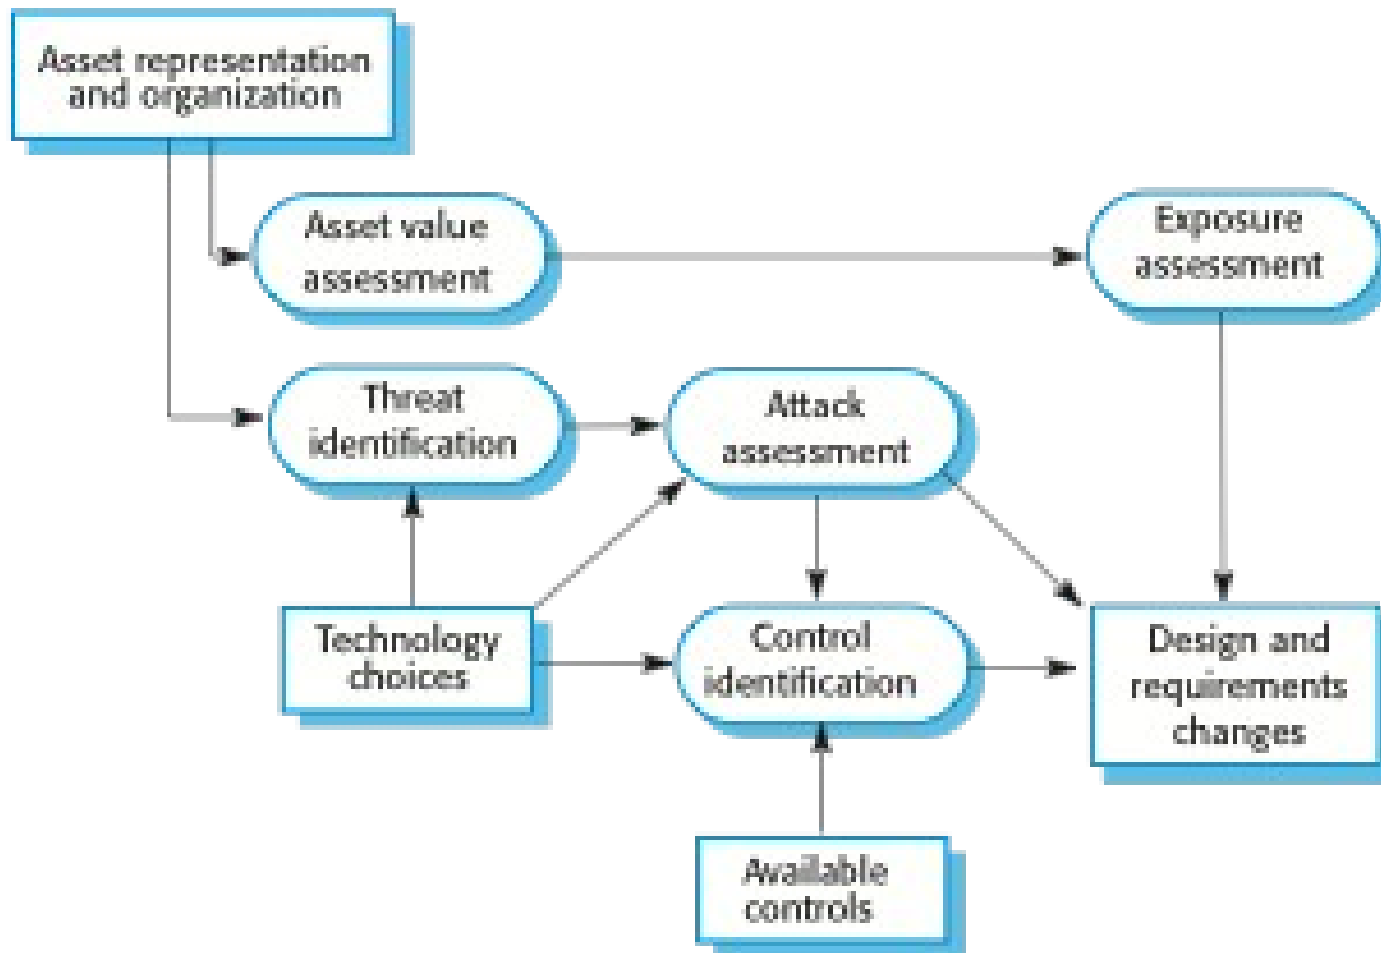 Asset representation
and organization
Asset value
assessment
Exposure
assessment
Threat
identification
Attack
assessment
Technology
choices
Control
identification
Design and
requirements
changes
Available
controls